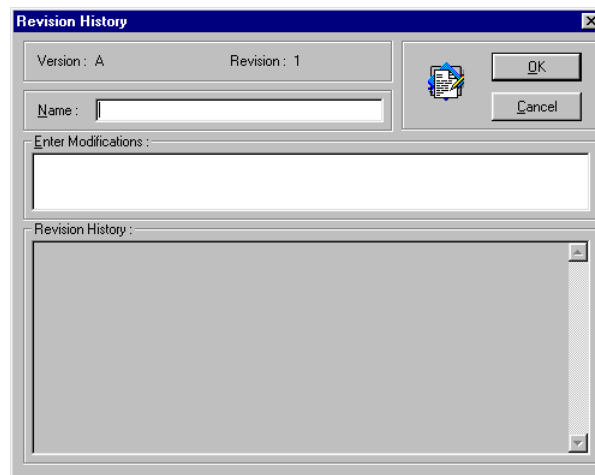 Revision History
Version : A Revision : 1
OK
Name :
Cancel
Enter Modifications :
Revision History :